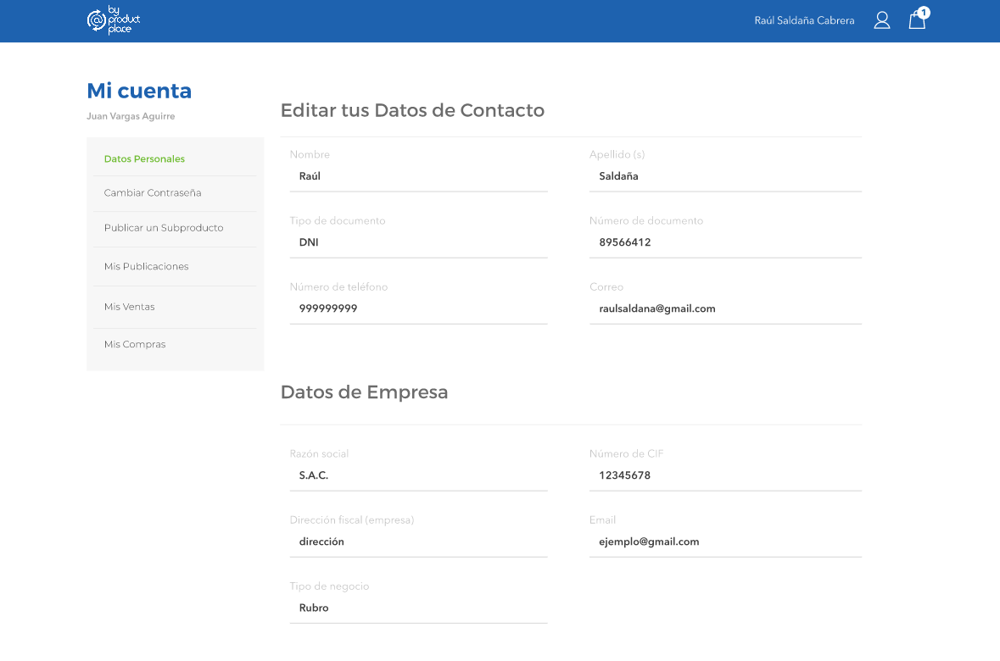 by
product
place
Raúl Saldaña Cabrera
1
Mi cuenta
Juan Vargas Aguirre
Datos Personales
Cambiar Contraseña
Publicar un Subproducto
Mis Publicaciones
Mis Ventas
Mis Compras
Editar tus Datos de Contacto
Nombre
Raúl
Apellido (s)
Saldaña
Tipo de documento
DNI
Número de documento
89566412
Número de teléfono
999999999
Correo
raulsaldana@gmail.com
Datos de Empresa
Razón social
S.A.C.
Número de CIF
12345678
Dirección fiscal (empresa)
dirección
Email
ejemplo@gmail.com
Tipo de negocio
Rubro